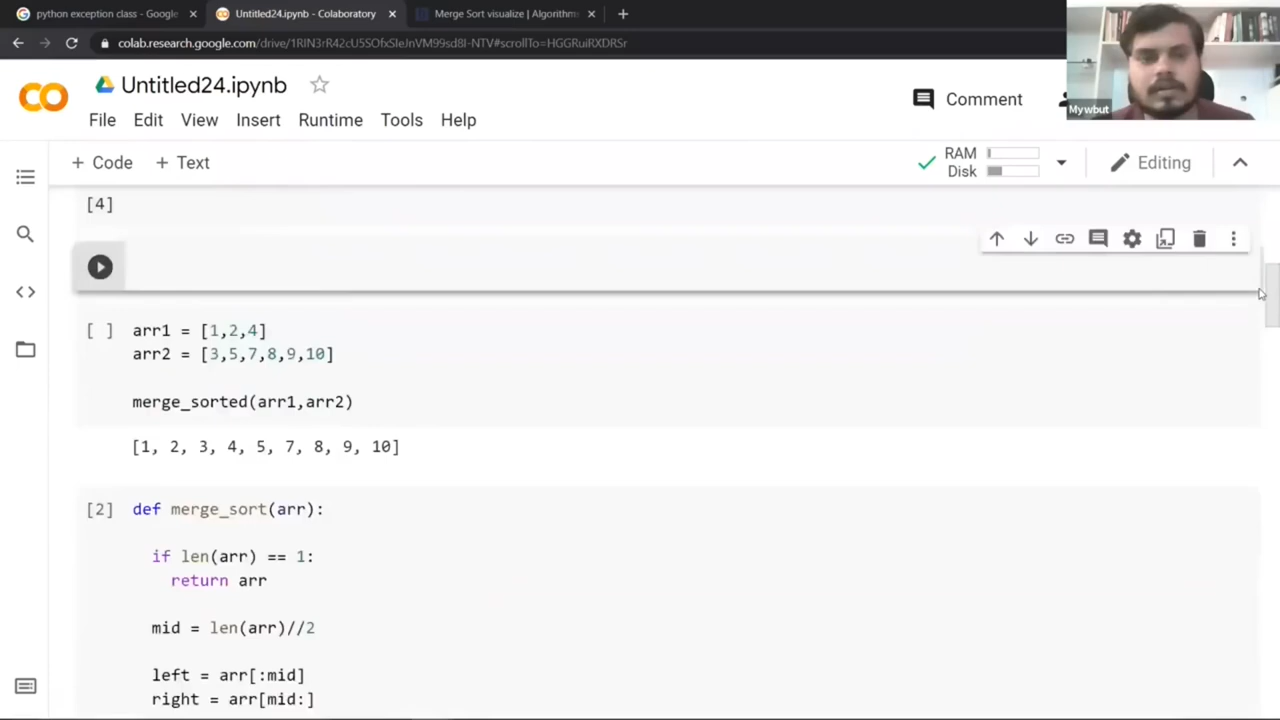 python exception class - Google
Untitled24.ipynb - Colaboratory
Merge Sort visualize | Algorithm
colab.research.google.com/drive/1RIN3rR42cU5SOfxSleJnVM99sd8I-NTV#scrollTo=HGGRuiRXDRSr
Untitled24.ipynb
Comment
Mywbut
File Edit View Insert Runtime Tools Help
+ Code + Text
RAM
Disk
Editing
[4]
[ ] arr1 = [1,2,4]
arr2 = [3,5,7,8,9,10]
merge_sorted(arr1,arr2)
[1, 2, 3, 4, 5, 7, 8, 9, 10]
[2] def merge_sort(arr):
if len(arr) == 1:
return arr
mid = len(arr)//2
left = arr[:mid]
right = arr[mid:]